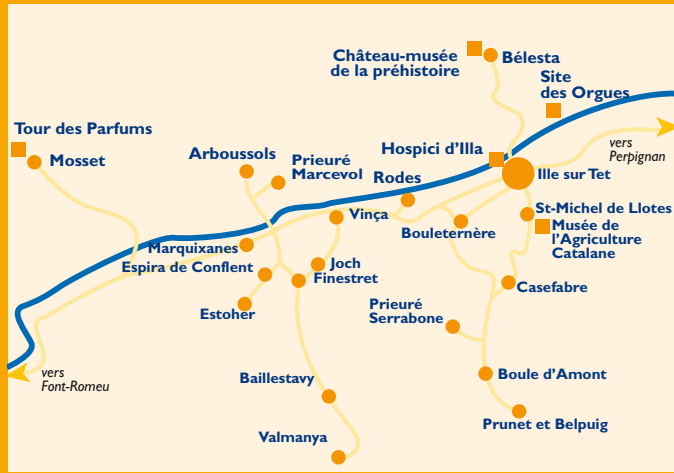 Château-musée
de la préhistoire
Bélesta
Site
des Orgues
Tour des Parfums
Mosset
Arboussols
Prieuré
Marcevol
Hospici d'Illa
vers
Perpignan
Rodes
Ille sur Tet
Vinça
St-Michel de Llotes
Bouleternère
Musée de
l'Agriculture
Catalane
Marquixanes
Espira de Conflent
Joch
Finestret
Casefabre
Estoher
Prieuré
Serrabone
vers
Font-Romeu
Baillestavy
Boule d'Amont
Prunet et Belpuig
Valmanya